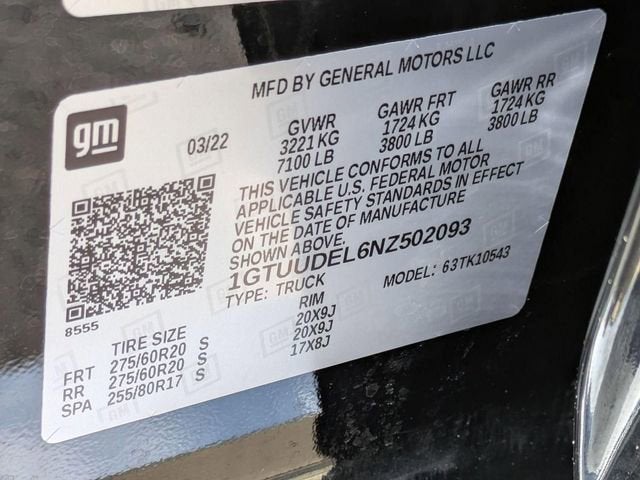 MFD BY GENERAL MOTORS LLC
gm
03/22
GVWR
3221 KG
7100 LB
GAWR FRT
1724 KG
3800 LB
GAWR RR
1724 KG
3800 LB
THIS VEHICLE CONFORMS TO ALL
APPLICABLE U.S. FEDERAL MOTOR
VEHICLE SAFETY STANDARDS IN EFFECT
ON THE DATE OF MANUFACTURE
SHOWN ABOVE.
1GTUUDEL6NZ502093
TYPE: TRUCK MODEL: 63TK10543
8555
TIRE SIZE RIM
FRT 275/60R20 S 20X9J
RR 275/60R20 S 20X9J
SPA 255/80R17 S 17X8J